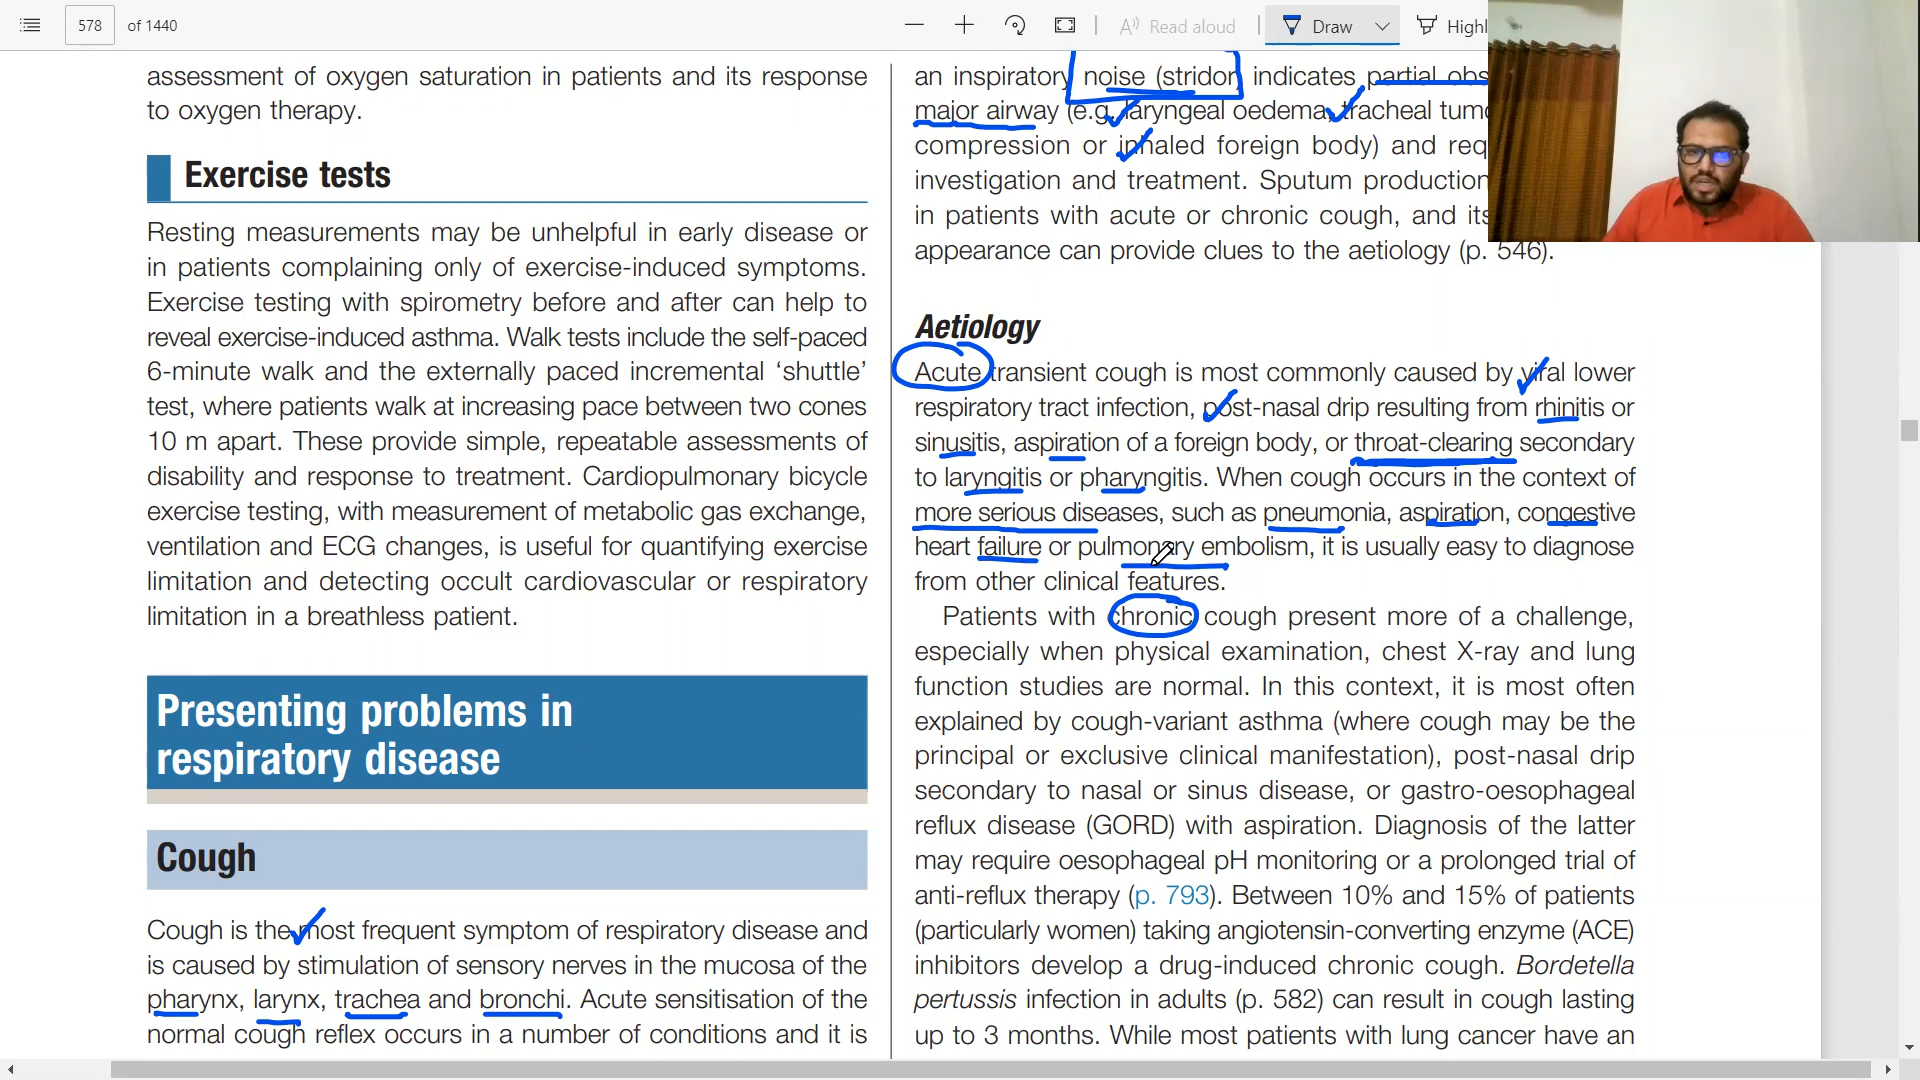 578 of 1440
Read aloud
Draw
Highl
assessment of oxygen saturation in patients and its response
to oxygen therapy.
Exercise tests
Resting measurements may be unhelpful in early disease or
in patients complaining only of exercise-induced symptoms.
Exercise testing with spirometry before and after can help to
reveal exercise-induced asthma. Walk tests include the self-paced
6-minute walk and the externally paced incremental ‘shuttle’
test, where patients walk at increasing pace between two cones
10 m apart. These provide simple, repeatable assessments of
disability and response to treatment. Cardiopulmonary bicycle
exercise testing, with measurement of metabolic gas exchange,
ventilation and ECG changes, is useful for quantifying exercise
limitation and detecting occult cardiovascular or respiratory
limitation in a breathless patient.
Presenting problems in
respiratory disease
Cough
Cough is the most frequent symptom of respiratory disease and
is caused by stimulation of sensory nerves in the mucosa of the
pharynx, larynx, trachea and bronchi. Acute sensitisation of the
normal cough reflex occurs in a number of conditions and it is
an inspiratory noise (stridor) indicates partial obs
major airway (e.g. laryngeal oedema, tracheal tumo
compression or inhaled foreign body) and req
investigation and treatment. Sputum production
in patients with acute or chronic cough, and its
appearance can provide clues to the aetiology (p. 546).
Aetiology
Acute transient cough is most commonly caused by viral lower
respiratory tract infection, post-nasal drip resulting from rhinitis or
sinusitis, aspiration of a foreign body, or throat-clearing secondary
to laryngitis or pharyngitis. When cough occurs in the context of
more serious diseases, such as pneumonia, aspiration, congestive
heart failure or pulmonary embolism, it is usually easy to diagnose
from other clinical features.
Patients with chronic cough present more of a challenge,
especially when physical examination, chest X-ray and lung
function studies are normal. In this context, it is most often
explained by cough-variant asthma (where cough may be the
principal or exclusive clinical manifestation), post-nasal drip
secondary to nasal or sinus disease, or gastro-oesophageal
reflux disease (GORD) with aspiration. Diagnosis of the latter
may require oesophageal pH monitoring or a prolonged trial of
anti-reflux therapy (p. 793). Between 10% and 15% of patients
(particularly women) taking angiotensin-converting enzyme (ACE)
inhibitors develop a drug-induced chronic cough. Bordetella
pertussis infection in adults (p. 582) can result in cough lasting
up to 3 months. While most patients with lung cancer have an